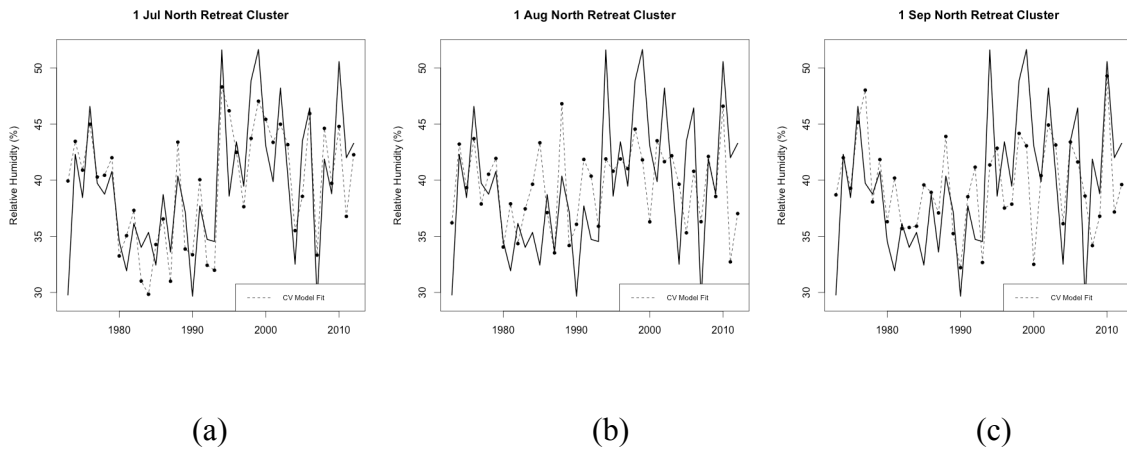 1 Jul North Retreat Cluster
Relative Humidity (%)
50
45
40
35
30
CV Model Fit
1980 1990 2000 2010
(a)
1 Aug North Retreat Cluster
Relative Humidity (%)
50
45
40
35
30
CV Model Fit
1980 1990 2000 2010
(b)
1 Sep North Retreat Cluster
Relative Humidity (%)
50
45
40
35
30
CV Model Fit
1980 1990 2000 2010
(c)